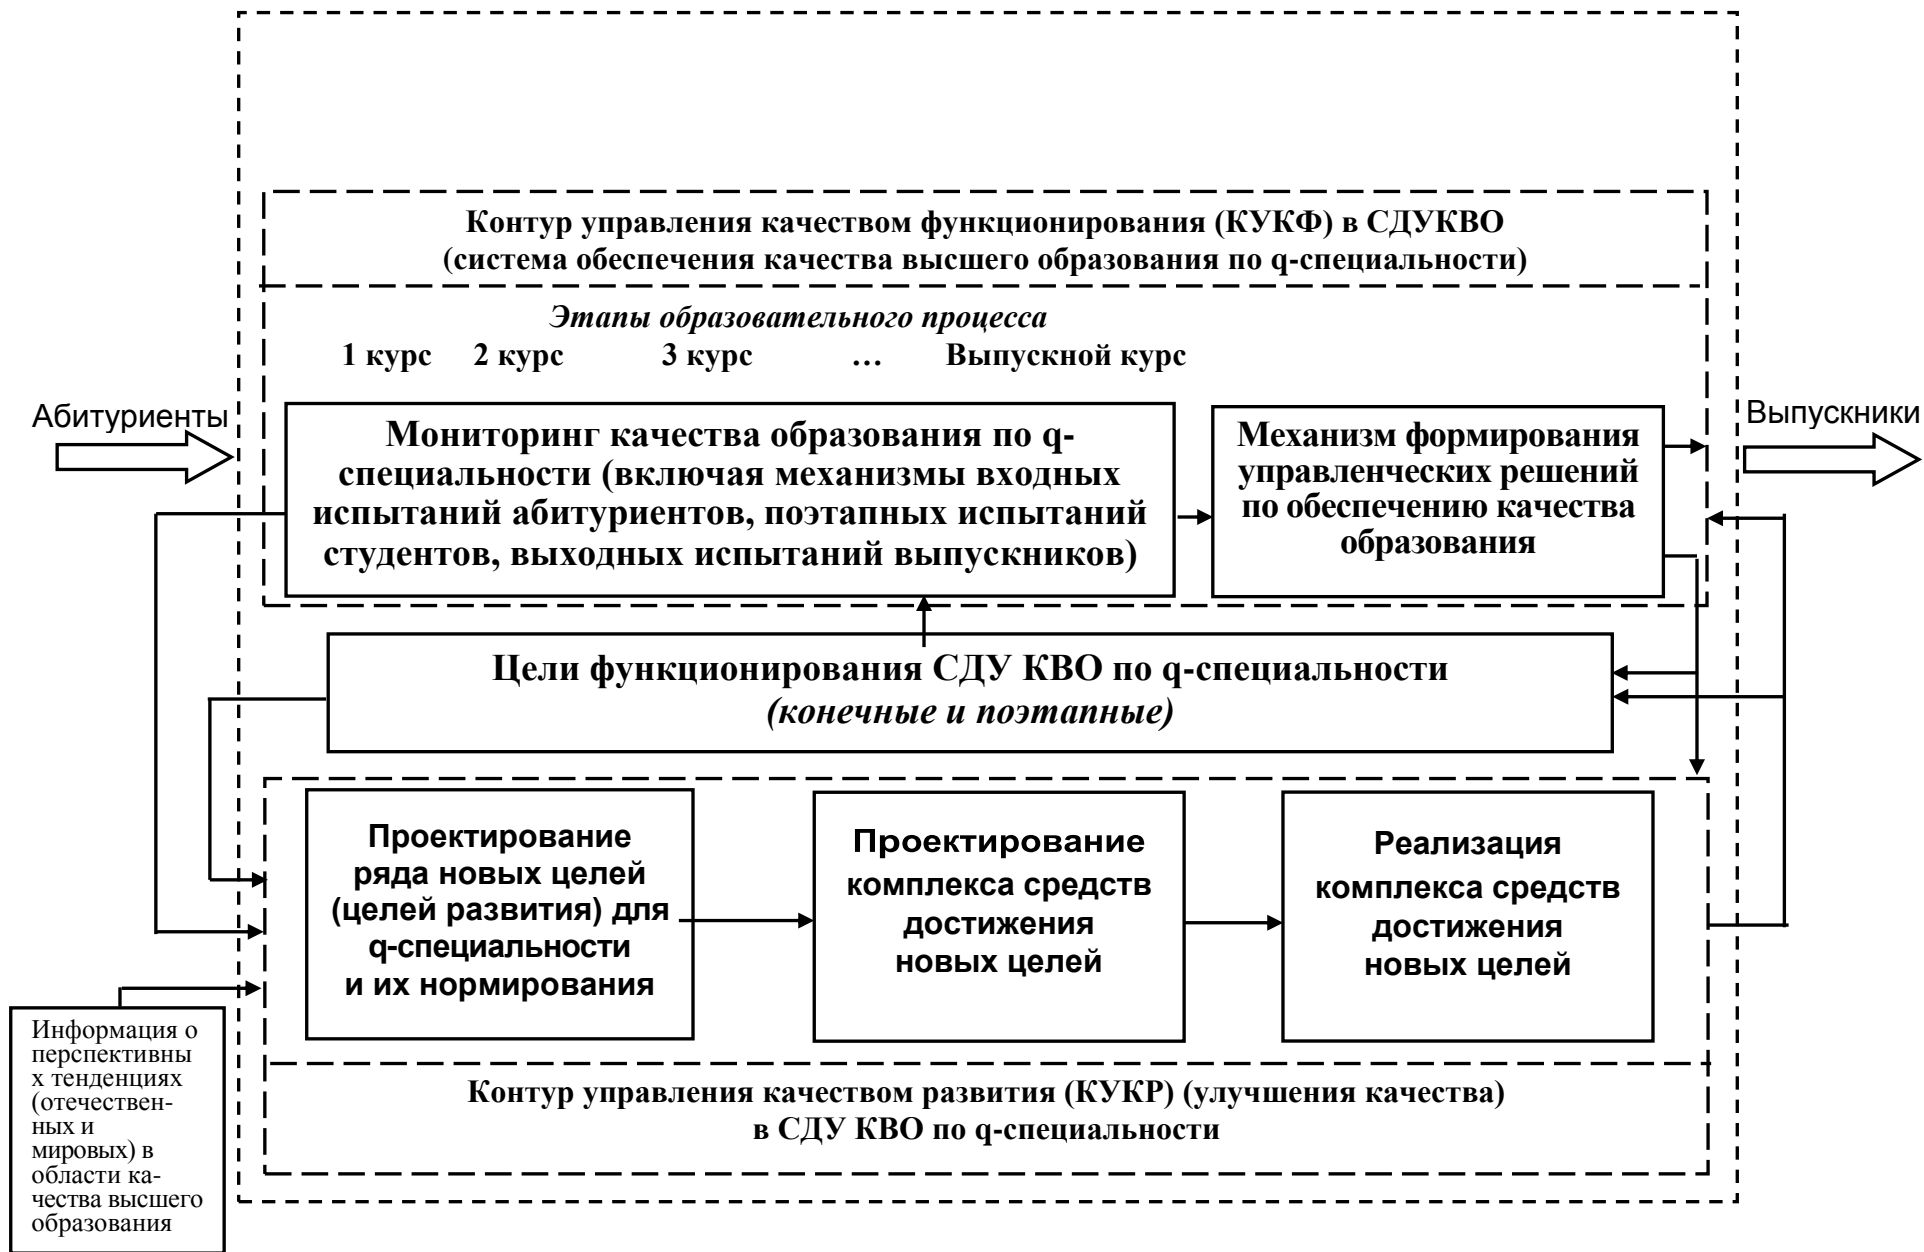 Контур управления качеством функционирования (КУКФ) в СДУКВО
(система обеспечения качества высшего образования по q-специальности)
Этапы образовательного процесса
1 курс 2 курс 3 курс … Выпускной курс
Абитуриенты
Мониторинг качества образования по q-
специальности (включая механизмы входных
испытаний абитуриентов, поэтапных испытаний
студентов, выходных испытаний выпускников)
Механизм формирования
управленческих решений
по обеспечению качества
образования
Выпускники
Цели функционирования СДУ КВО по q-специальности
(конечные и поэтапные)
Проектирование
ряда новых целей
(целей развития) для
q-специальности
и их нормирования
Проектирование
комплекса средств
достижения
новых целей
Реализация
комплекса средств
достижения
новых целей
Информация о
перспективны
х тенденциях
(отечествен-
ных и
мировых) в
области ка-
чества высшего
образования
Контур управления качеством развития (КУКР) (улучшения качества)
в СДУ КВО по q-специальности